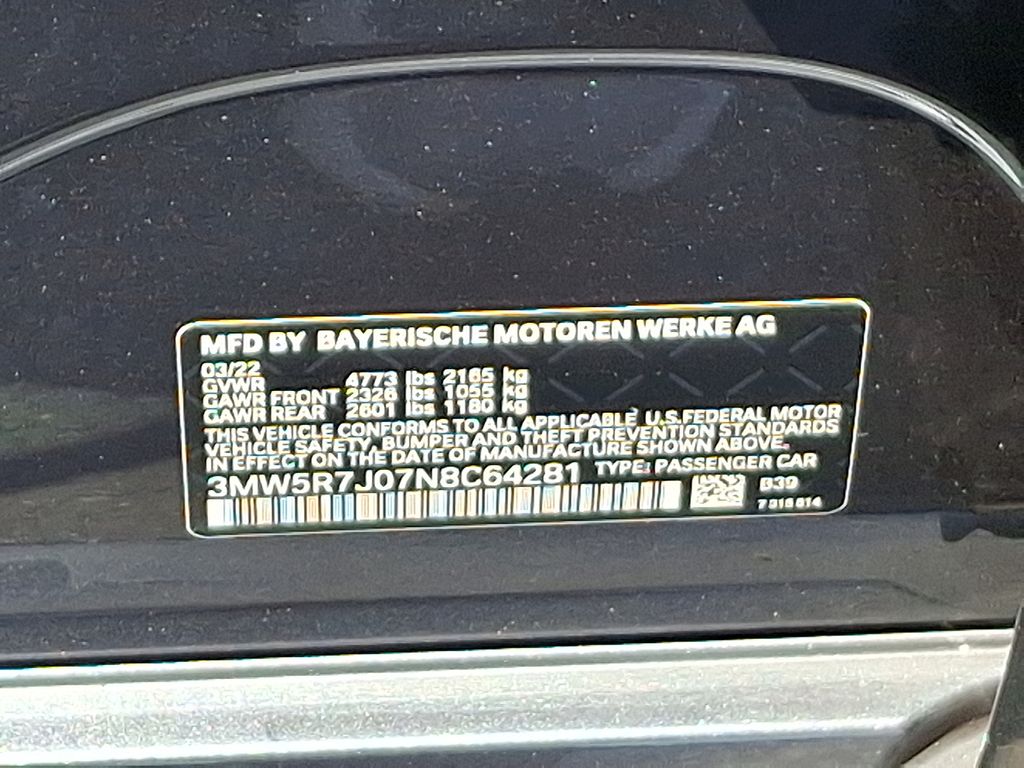 MFD BY BAYERISCHE MOTOREN WERKE AG
03/22
GVWR 4773 lbs 2165 kg
GAWR FRONT 2326 lbs 1055 kg
GAWR REAR 2601 lbs 1180 kg
THIS VEHICLE CONFORMS TO ALL APPLICABLE U.S.FEDERAL MOTOR
VEHICLE SAFETY, BUMPER AND THEFT PREVENTION STANDARDS
IN EFFECT ON THE DATE OF MANUFACTURE SHOWN ABOVE.
3MW5R7J07N8C64281 TYPE: PASSENGER CAR
B39